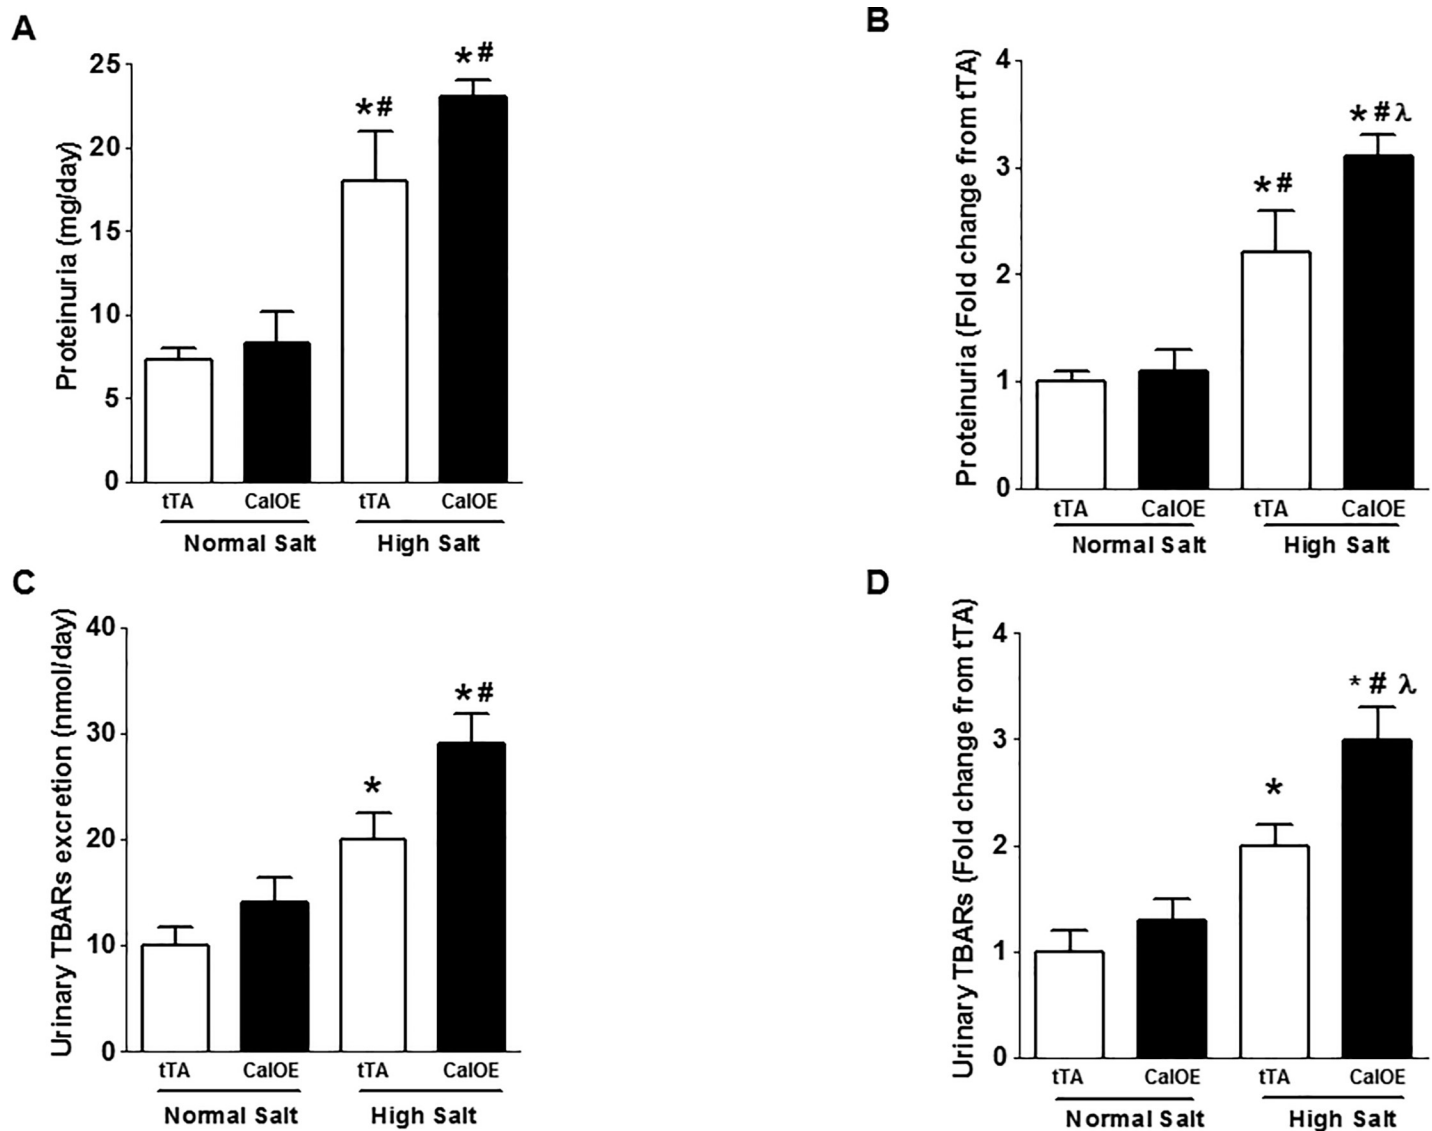 A
Proteinuria (mg/day)
25
20
15
10
5
0
*#
*#
tTA CalOE tTA CalOE
Normal Salt High Salt
B
Proteinuria (Fold change from tTA)
4
3
2
1
0
*#
*#λ
tTA CalOE tTA CalOE
Normal Salt High Salt
C
Urinary TBARs excretion (nmol/day)
40
30
20
10
0
*
*#
tTA CalOE tTA CalOE
Normal Salt High Salt
D
Urinary TBARs (Fold change from tTA)
4
3
2
1
0
*
*# λ
tTA CalOE tTA CalOE
Normal Salt High Salt